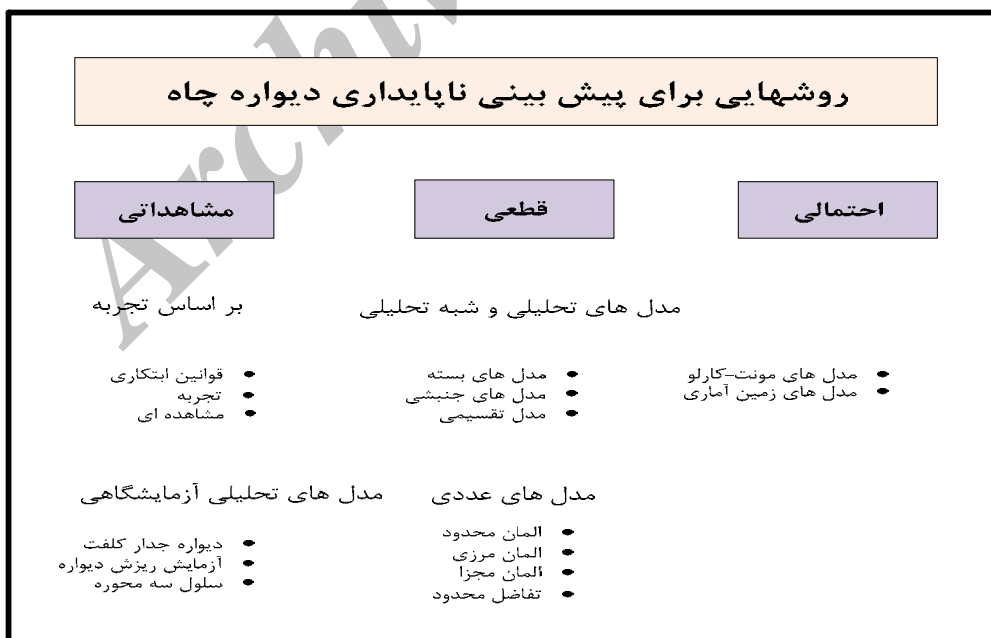 روشهایی برای پیش بینی ناپایداری دیواره چاه
احتمالی
قطعی
مشاهداتی
مدل های تحلیلی و شبه تحلیلی
بر اساس تجربه
• مدل های مونت-کارلو
• مدل های زمین آماری
• مدل های بسته
• مدل های جنبشی
• مدل تقسیمی
• قوانین ابتکاری
• تجربه
• مشاهده ای
مدل های عددی
مدل های تحلیلی آزمایشگاهی
• المان محدود
• المان مرزی
• المان مجزا
• تفاضل محدود
• دیواره جدار کلفت
• آزمایش ریزش دیواره
• سلول سه محوره